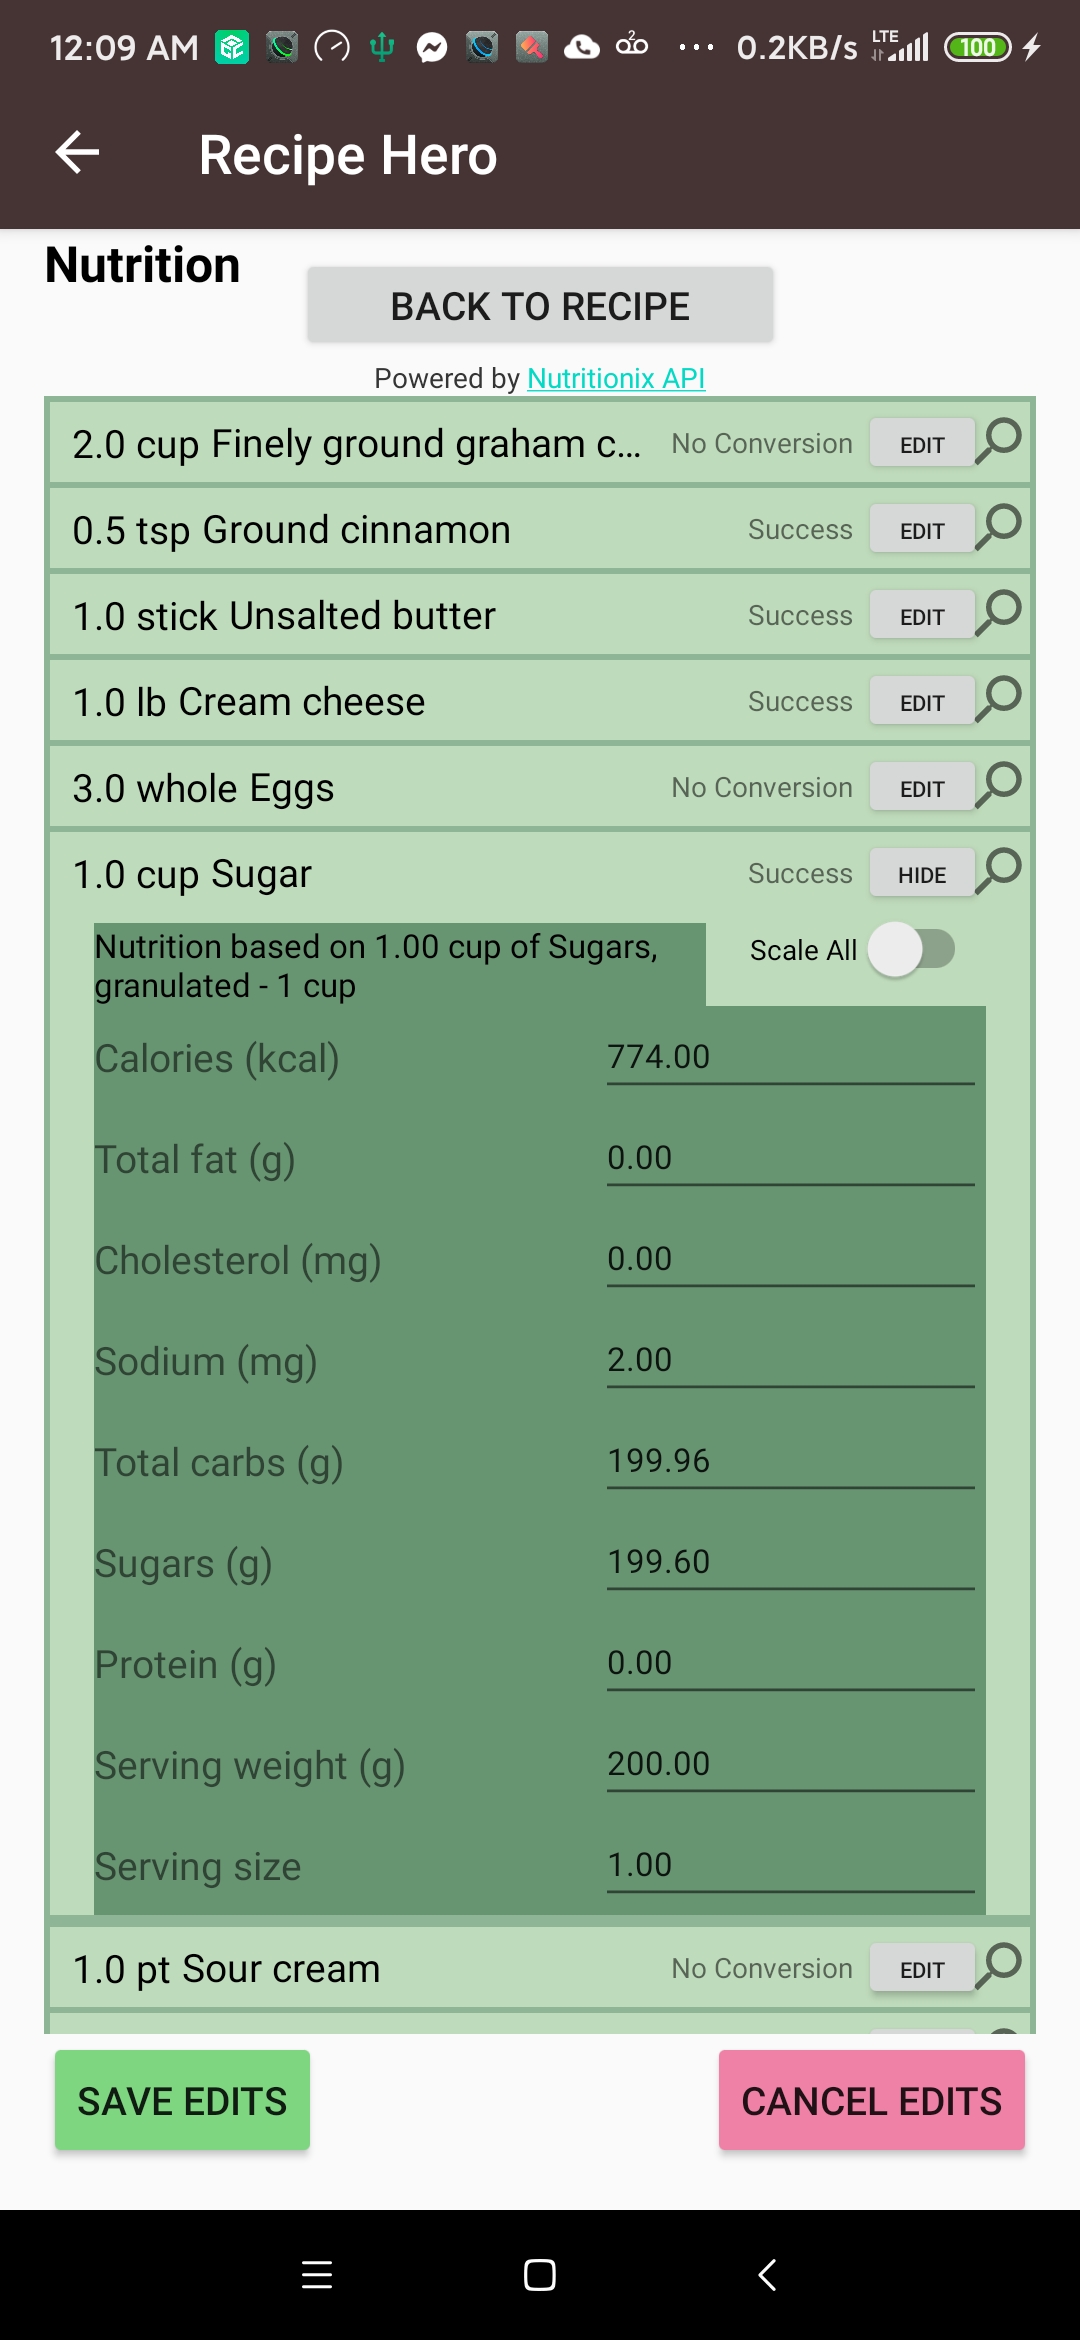 12:09 AM 2 ... 0.2KB/s LTE 100
Recipe Hero
Nutrition
BACK TO RECIPE
Powered by Nutritionix API
2.0 cup Finely ground graham c... No Conversion EDIT
0.5 tsp Ground cinnamon Success EDIT
1.0 stick Unsalted butter Success EDIT
1.0 lb Cream cheese Success EDIT
3.0 whole Eggs No Conversion EDIT
1.0 cup Sugar Success HIDE
Nutrition based on 1.00 cup of Sugars, Scale All
granulated - 1 cup
Calories (kcal) 774.00
Total fat (g) 0.00
Cholesterol (mg) 0.00
Sodium (mg) 2.00
Total carbs (g) 199.96
Sugars (g) 199.60
Protein (g) 0.00
Serving weight (g) 200.00
Serving size 1.00
1.0 pt Sour cream No Conversion EDIT
SAVE EDITS CANCEL EDITS